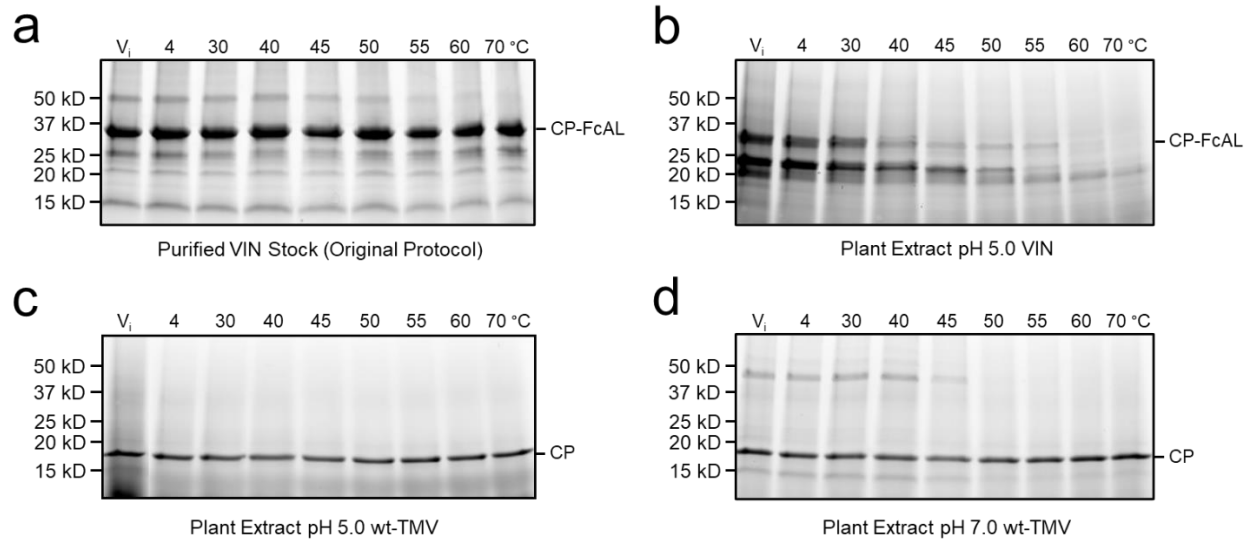 a
Vᵢ 4 30 40 45 50 55 60 70 °C
50 kD
37 kD
CP-FcAL
25 kD
20 kD
15 kD
Purified VIN Stock (Original Protocol)
b
Vᵢ 4 30 40 45 50 55 60 70 °C
50 kD
37 kD
CP-FcAL
25 kD
20 kD
15 kD
Plant Extract pH 5.0 VIN
c
Vᵢ 4 30 40 45 50 55 60 70 °C
50 kD
37 kD
25 kD
20 kD
CP
15 kD
Plant Extract pH 5.0 wt-TMV
d
Vᵢ 4 30 40 45 50 55 60 70 °C
50 kD
37 kD
25 kD
20 kD
CP
15 kD
Plant Extract pH 7.0 wt-TMV